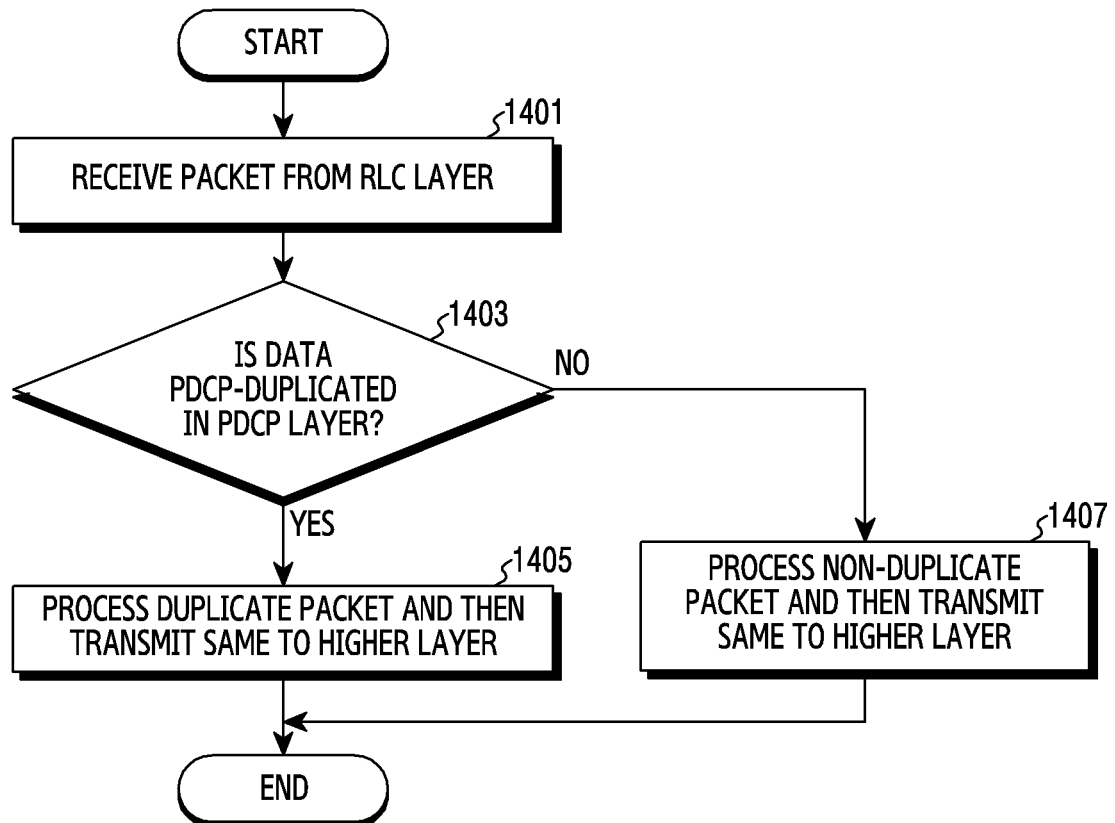 START
1401
RECEIVE PACKET FROM RLC LAYER
1403
IS DATA
PDCP-DUPLICATED
IN PDCP LAYER?
NO
YES
1405
PROCESS DUPLICATE PACKET AND THEN
TRANSMIT SAME TO HIGHER LAYER
1407
PROCESS NON-DUPLICATE
PACKET AND THEN TRANSMIT
SAME TO HIGHER LAYER
END